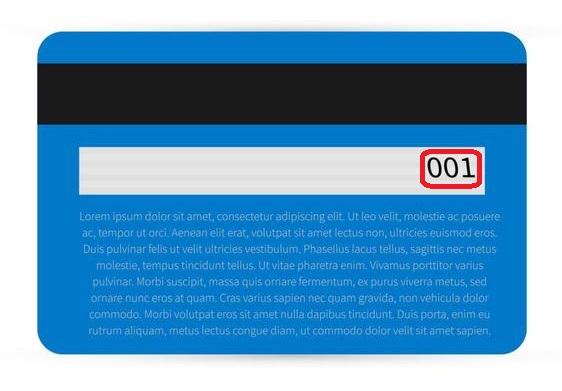 001
Lorem ipsum dolor sit amet, consectetur adipiscing elit. Ut leo velit, molestie ac posuere
ac, tempor ut orci. Aenean elit erat, volutpat sit amet lectus non, ultricies euismod eros.
Duis pulvinar felis ut velit ultricies vestibulum. Phasellus lacus tellus, sagittis nec metus
molestie, tempus tincidunt tellus. Ut vitae pharetra enim. Vivamus porttitor varius
pulvinar. Morbi suscipit, massa quis ornare fermentum, ex purus viverra metus, sed
ornare nunc eros at quam. Cras varius sapien nec quam gravida, non vehicula dolor
commodo. Morbi volutpat eros sit amet nulla dapibus tincidunt. Duis porta, enim eu
rutrum aliquam, metus lectus congue diam, ut commodo dolor velit sit amet sapien.